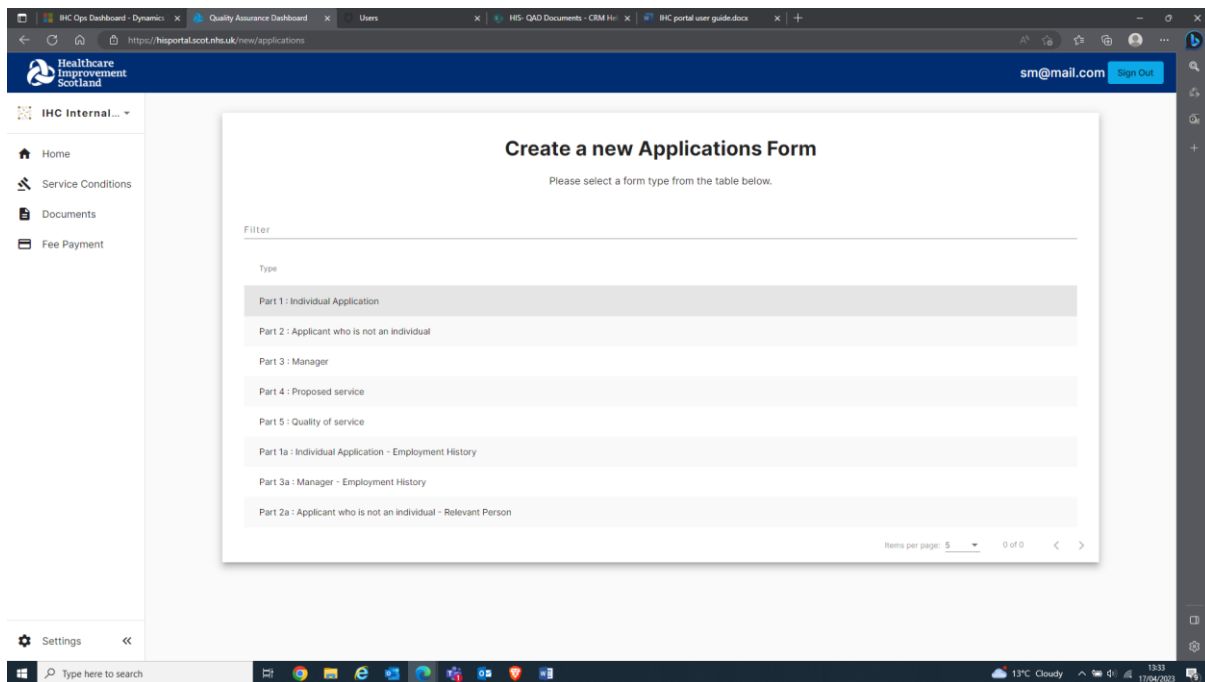 IHC Ops Dashboard - Dynamics
Quality Assurance Dashboard
Users
HIS- QAD Documents - CRM Hel
IHC portal user guide.docx
https://hisportal.scot.nhs.uk/new/applications
Healthcare
Improvement
Scotland
sm@mail.com
Sign Out
IHC Internal...
Home
Service Conditions
Documents
Fee Payment
Create a new Applications Form
Please select a form type from the table below.
Filter
Type
Part 1 : Individual Application
Part 2 : Applicant who is not an individual
Part 3 : Manager
Part 4 : Proposed service
Part 5 : Quality of service
Part 1a : Individual Application - Employment History
Part 3a : Manager - Employment History
Part 2a : Applicant who is not an individual - Relevant Person
Items per page: 5 0 of 0
Settings
Type here to search
13°C Cloudy
13:33
17/04/2023